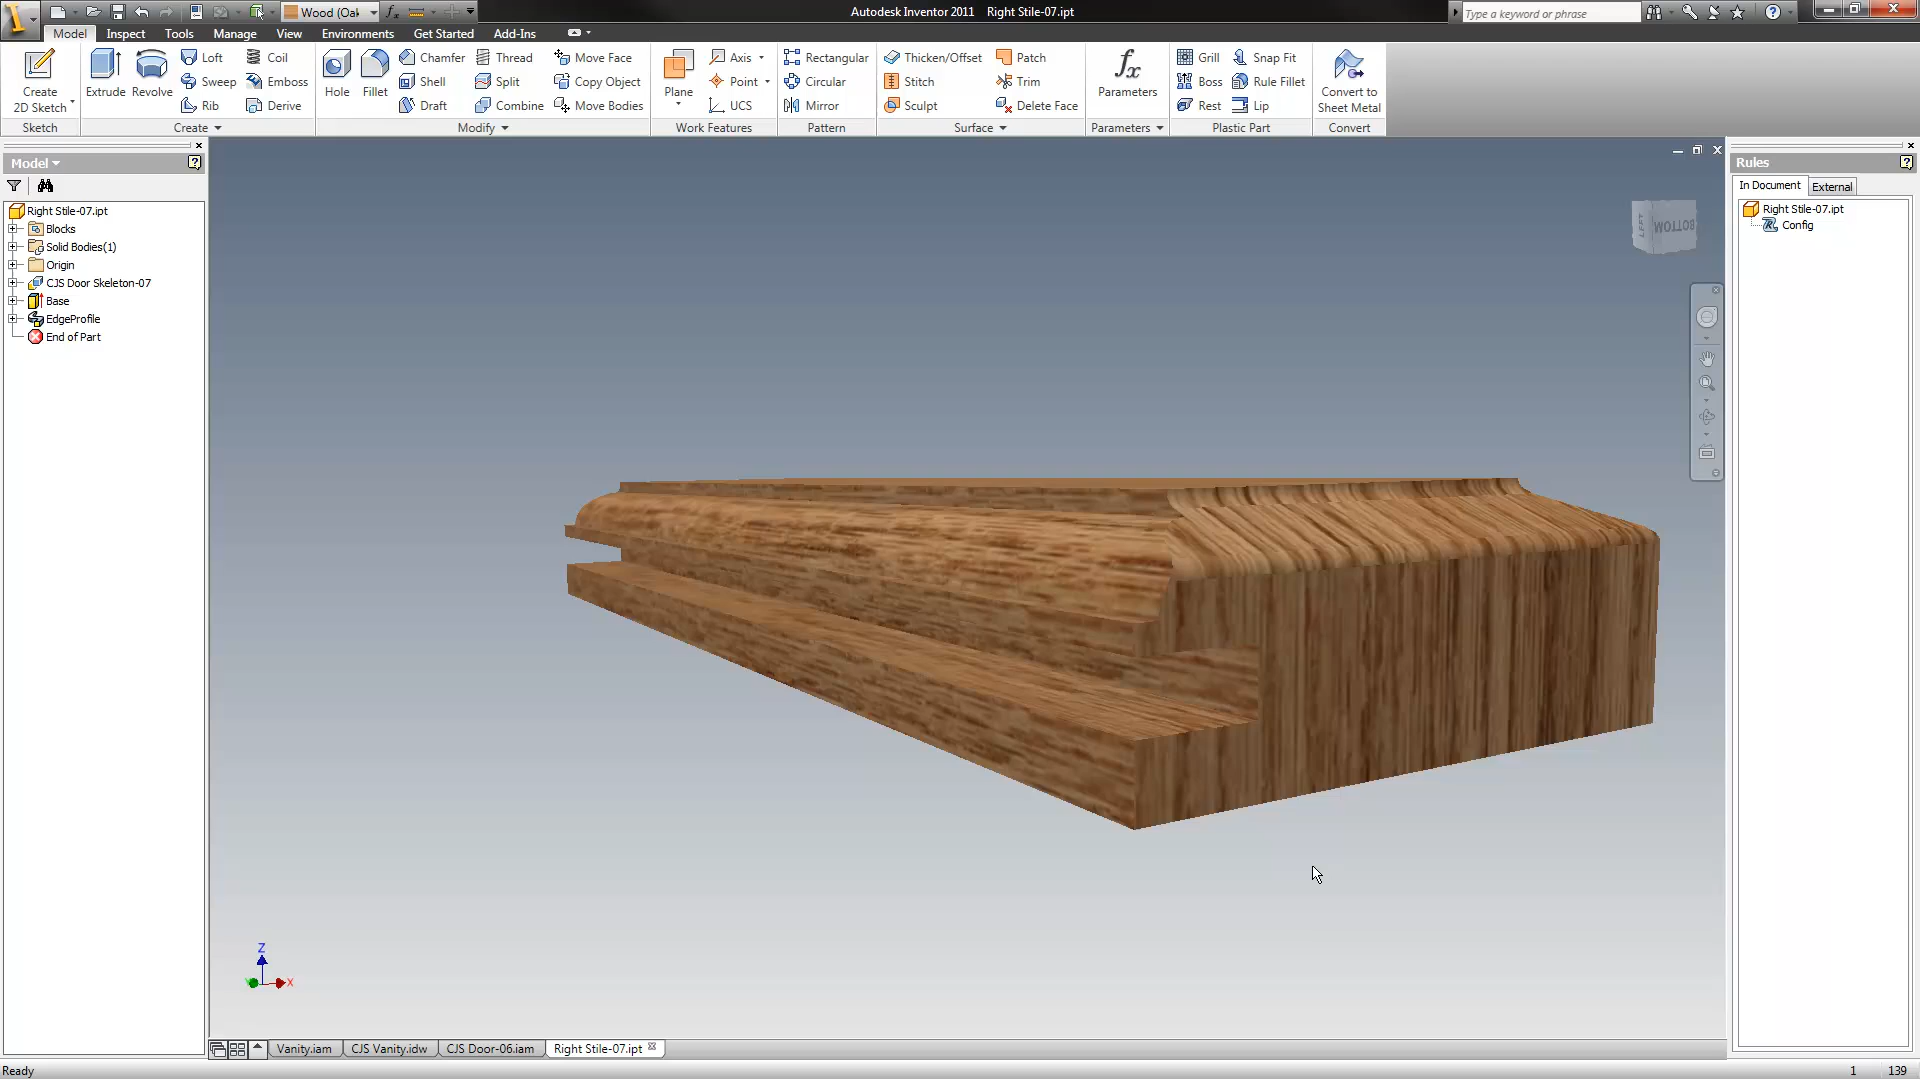 Wood (Oak
Autodesk Inventor 2011 Right Stile-07.ipt
Type a keyword or phrase
Model Inspect Tools Manage View Environments Get Started Add-Ins
Create 2D Sketch
Sketch
Extrude Revolve Loft Sweep Rib Coil Emboss Derive
Create
Hole Fillet Chamfer Shell Draft Thread Split Combine Move Face Copy Object Move Bodies
Modify
Plane Axis Point UCS
Work Features
Rectangular Circular Mirror
Pattern
Thicken/Offset Stitch Sculpt Patch Trim Delete Face
Surface
fx Parameters
Parameters
Grill Boss Rest Snap Fit Rule Fillet Lip
Plastic Part
Convert to Sheet Metal
Convert
Model
Right Stile-07.ipt
Blocks
Solid Bodies(1)
Origin
CJS Door Skeleton-07
Base
EdgeProfile
End of Part
LEFT BOTTOM
Rules
In Document External
Right Stile-07.ipt
Config
Z
X
Vanity.iam CJS Vanity.idw CJS Door-06.iam Right Stile-07.ipt
Ready
1 139